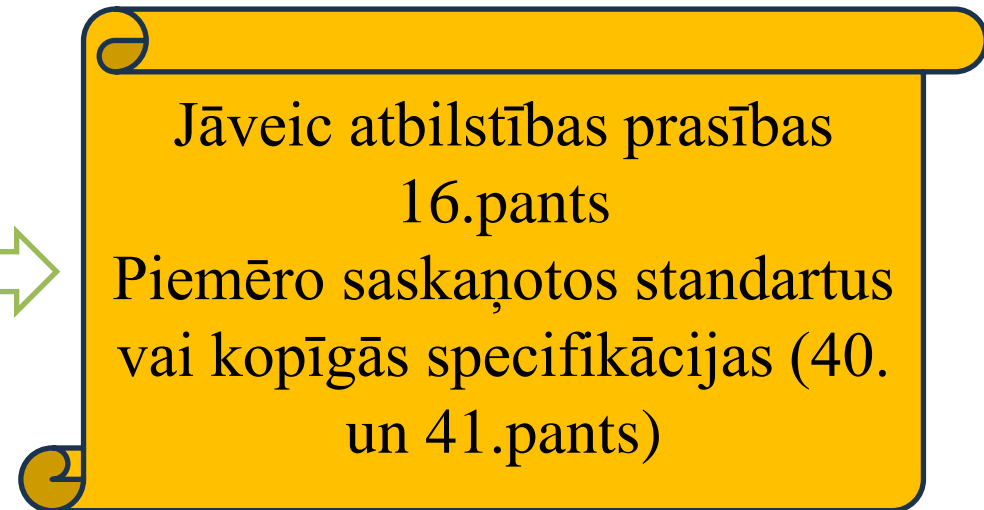 Jāveic atbilstības prasības
16.pants
Piemēro saskaņotos standartus
vai kopīgās specifikācijas (40.
un 41.pants)